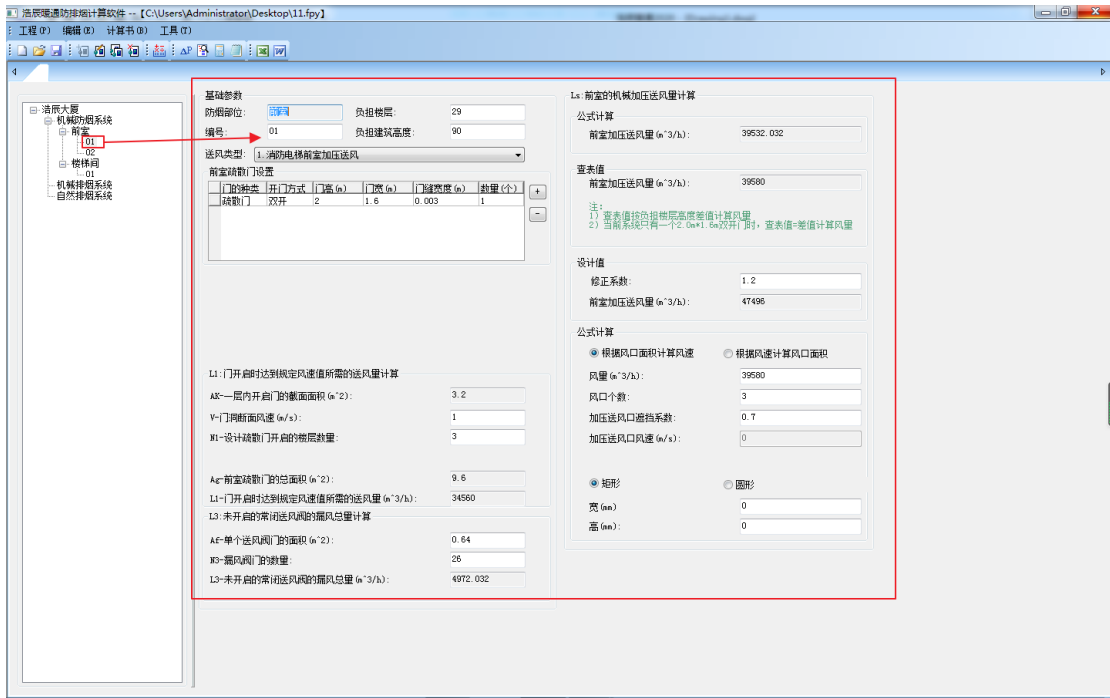 浩辰暖通防排烟计算软件 --【C:\Users\Administrator\Desktop\11.fpy】
工程(P) 编辑(E) 计算书(B) 工具(T)
ΔP
浩辰大厦
机械防烟系统
前室
01
02
楼梯间
01
机械排烟系统
自然排烟系统
基础参数
防烟部位: 前室 负担楼层: 29
编号: 01 负担建筑高度: 90
送风类型: 1.消防电梯前室加压送风
前室疏散门设置
门的种类 开门方式 门高(m) 门宽(m) 门缝宽度(m) 数量(个)
疏散门 双开 2 1.6 0.003 1
+
-
L1:门开启时达到规定风速值所需的送风量计算
AK-一层内开启门的截面面积(m^2): 3.2
V-门洞断面风速(m/s): 1
N1-设计疏散门开启的楼层数量: 3
Ag-前室疏散门的总面积(m^2): 9.6
L1-门开启时达到规定风速值所需的送风量(m^3/h): 34560
L3:未开启的常闭送风阀的漏风总量计算
Af-单个送风阀门的面积(m^2): 0.64
N3-漏风阀门的数量: 26
L3-未开启的常闭送风阀的漏风总量(m^3/h): 4972.032
Ls:前室的机械加压送风量计算
公式计算
前室加压送风量(m^3/h): 39532.032
查表值
前室加压送风量(m^3/h): 39580
注:
1) 查表值按负担楼层高度差值计算风量
2) 当前系统只有一个2.0m*1.6m双开门时，查表值=差值计算风量
设计值
修正系数: 1.2
前室加压送风量(m^3/h): 47496
公式计算
根据风口面积计算风速 根据风速计算风口面积
风量(m^3/h): 39580
风口个数: 3
加压送风口遮挡系数: 0.7
加压送风口风速(m/s): 0
矩形 圆形
宽(mm) 0
高(mm): 0